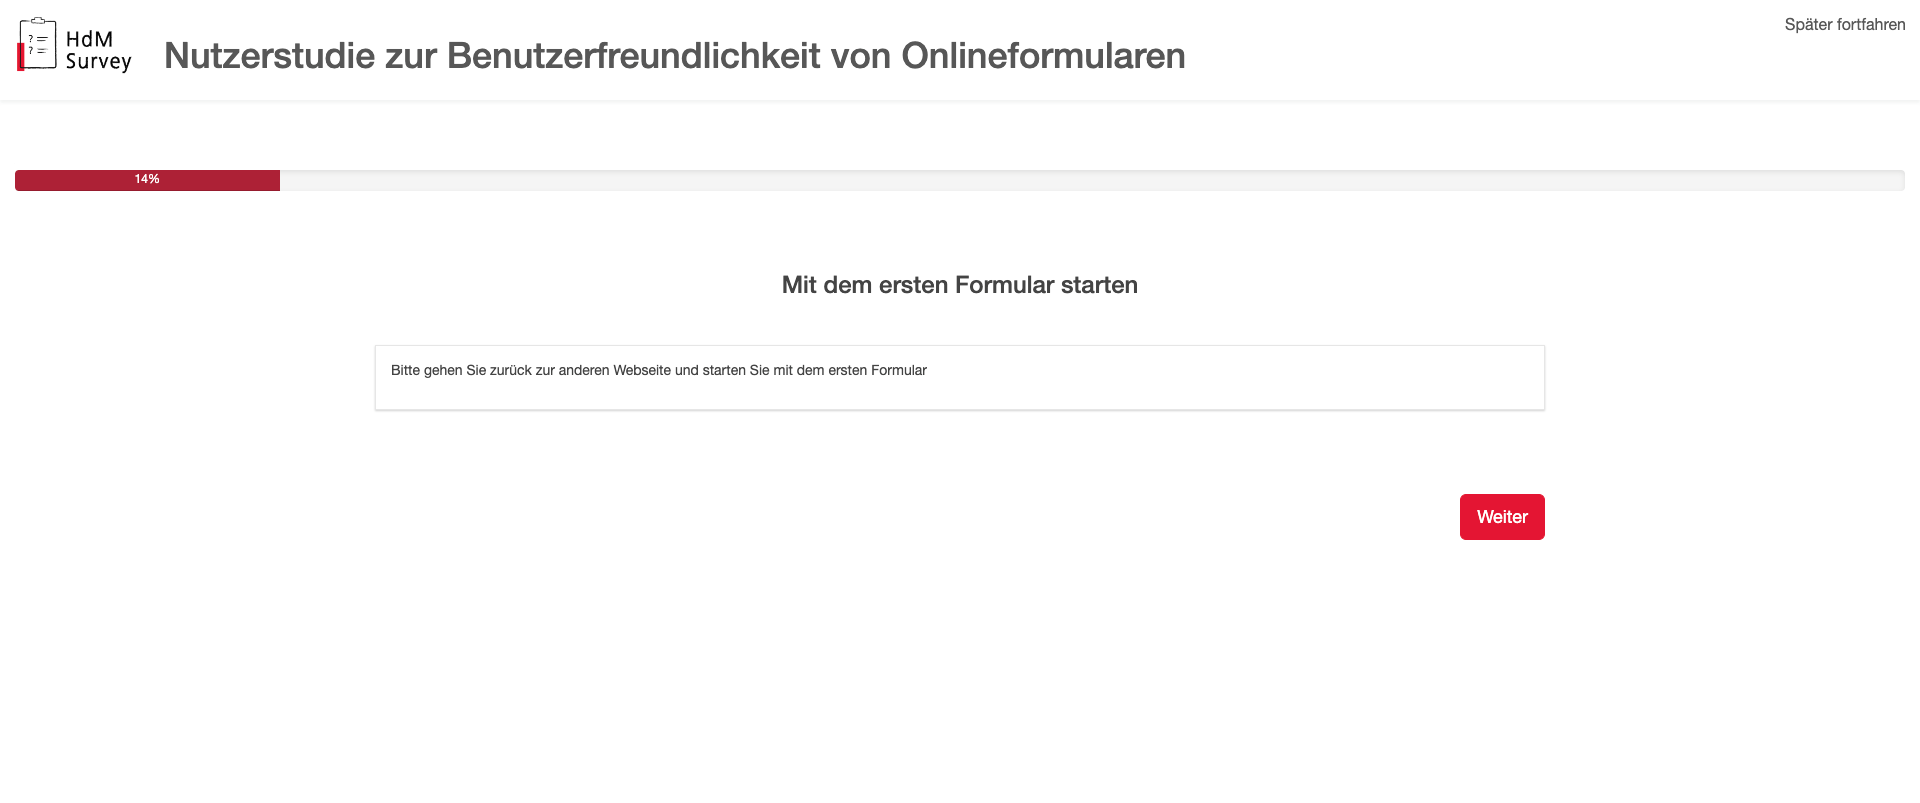 HdM
Survey
Nutzerstudie zur Benutzerfreundlichkeit von Onlineformularen
Später fortfahren
14%
Mit dem ersten Formular starten
Bitte gehen Sie zurück zur anderen Webseite und starten Sie mit dem ersten Formular
Weiter